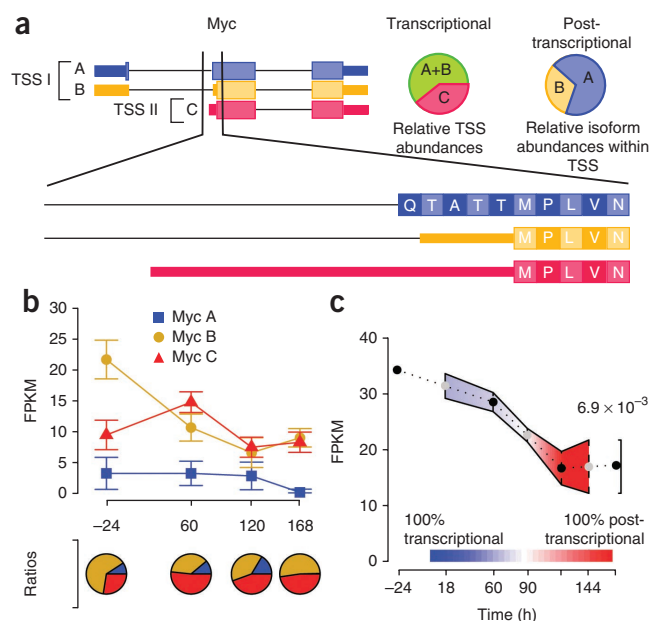 a
Myc
Transcriptional
Post-
transcriptional
TSS I
A
B
TSS II
C
A+B
C
B
A
Relative TSS
abundances
Relative isoform
abundances within
TSS
Q T A T T M P L V N
M P L V N
M P L V N
b
Myc A
Myc B
Myc C
FPKM
30
25
20
15
10
5
0
–24 60 120 168
Ratios
c
FPKM
40
30
20
10
0
6.9 × 10⁻³
100%
transcriptional
100% post-
transcriptional
–24 18 60 90 144
Time (h)